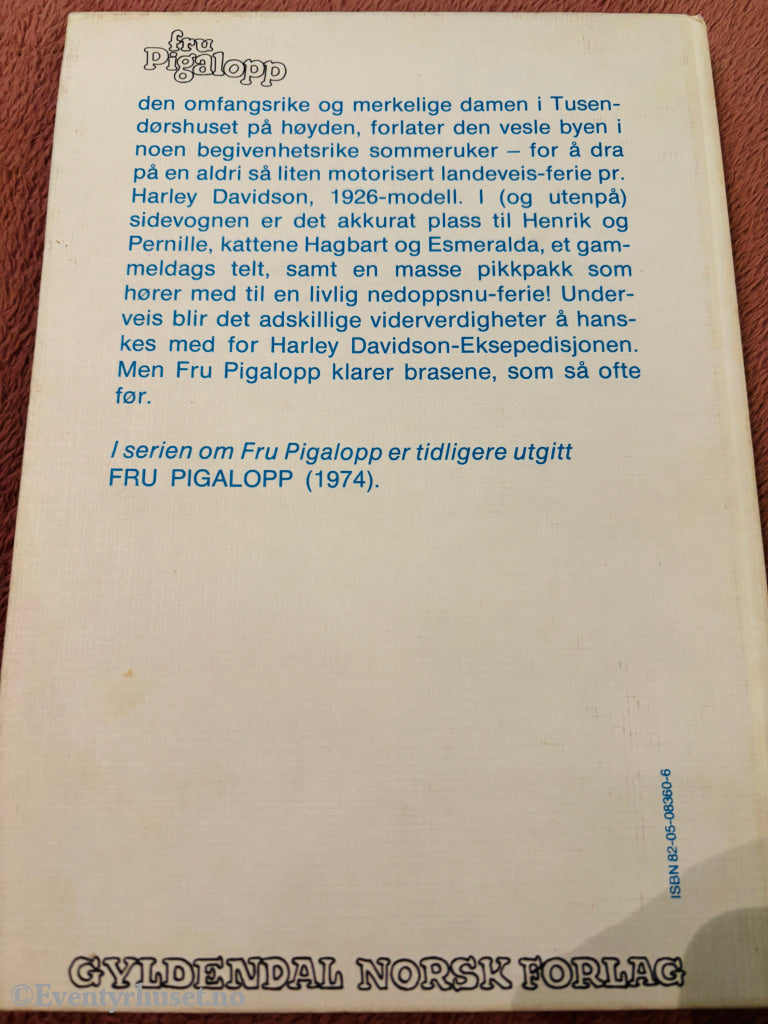 fru
Pigalopp
den omfangsrike og merkelige damen i Tusen-
dørshuset på høyden, forlater den vesle byen i
noen begivenhetsrike sommeruker – for å dra
på en aldri så liten motorisert landeveis-ferie pr.
Harley Davidson, 1926-modell. I (og utenpå)
sidevognen er det akkurat plass til Henrik og
Pernille, kattene Hagbart og Esmeralda, et gam-
meldags telt, samt en masse pikkpakk som
hører med til en livlig nedoppsnu-ferie! Under-
veis blir det adskillige viderverdigheter å hans-
kes med for Harley Davidson-Eksepedisjonen.
Men Fru Pigalopp klarer brasene, som så ofte
før.
I serien om Fru Pigalopp er tidligere utgitt
FRU PIGALOPP (1974).
ISBN 82-05-08360-6
GYLDENDAL NORSK FORLAG
©Eventyrhuset.no